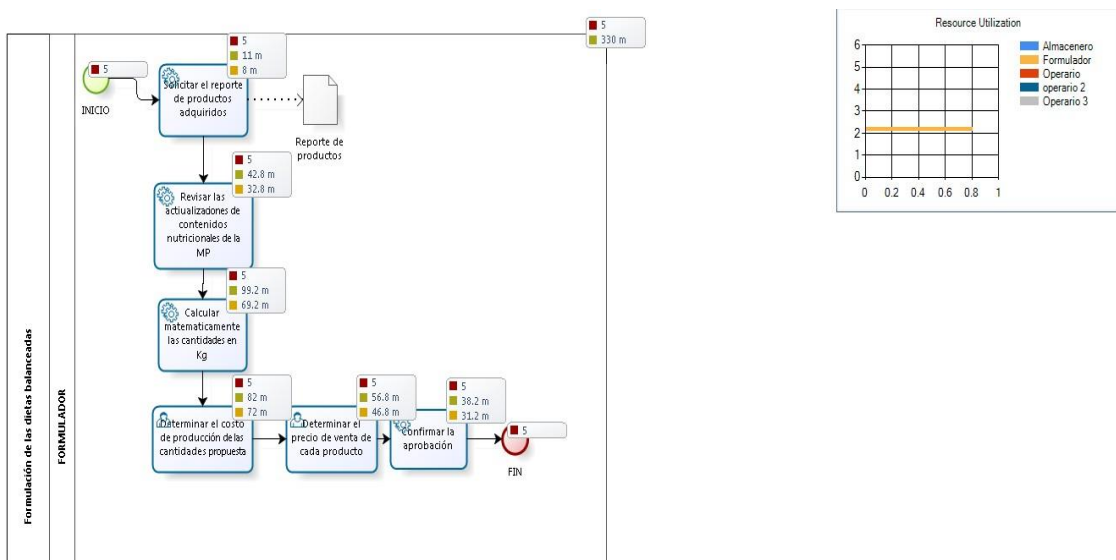 5
330 m
Formulación de las dietas balanceadas
FORMULADOR
5
INICIO
5
11 m
8 m
Solicitar el reporte
de productos
adquiridos
Reporte de
productos
5
42.8 m
32.8 m
Revisar las
actiualizadones de
contenidos
nutricionales de la
MP
5
99.2 m
69.2 m
Calcular
matematicamente
las cantidades en
Kg
5
82 m
72 m
Determinar el costo
de producción de las
cantidades propuesta
5
56.8 m
46.8 m
Determinar el
precio de venta de
cada producto
5
38.2 m
31.2 m
Confirmar la
aprobación
5
FIN
Resource Utilization
6
5
4
3
2
1
0
0 0.2 0.4 0.6 0.8 1
Almacenero
Formulador
Operario
operario 2
Operario 3